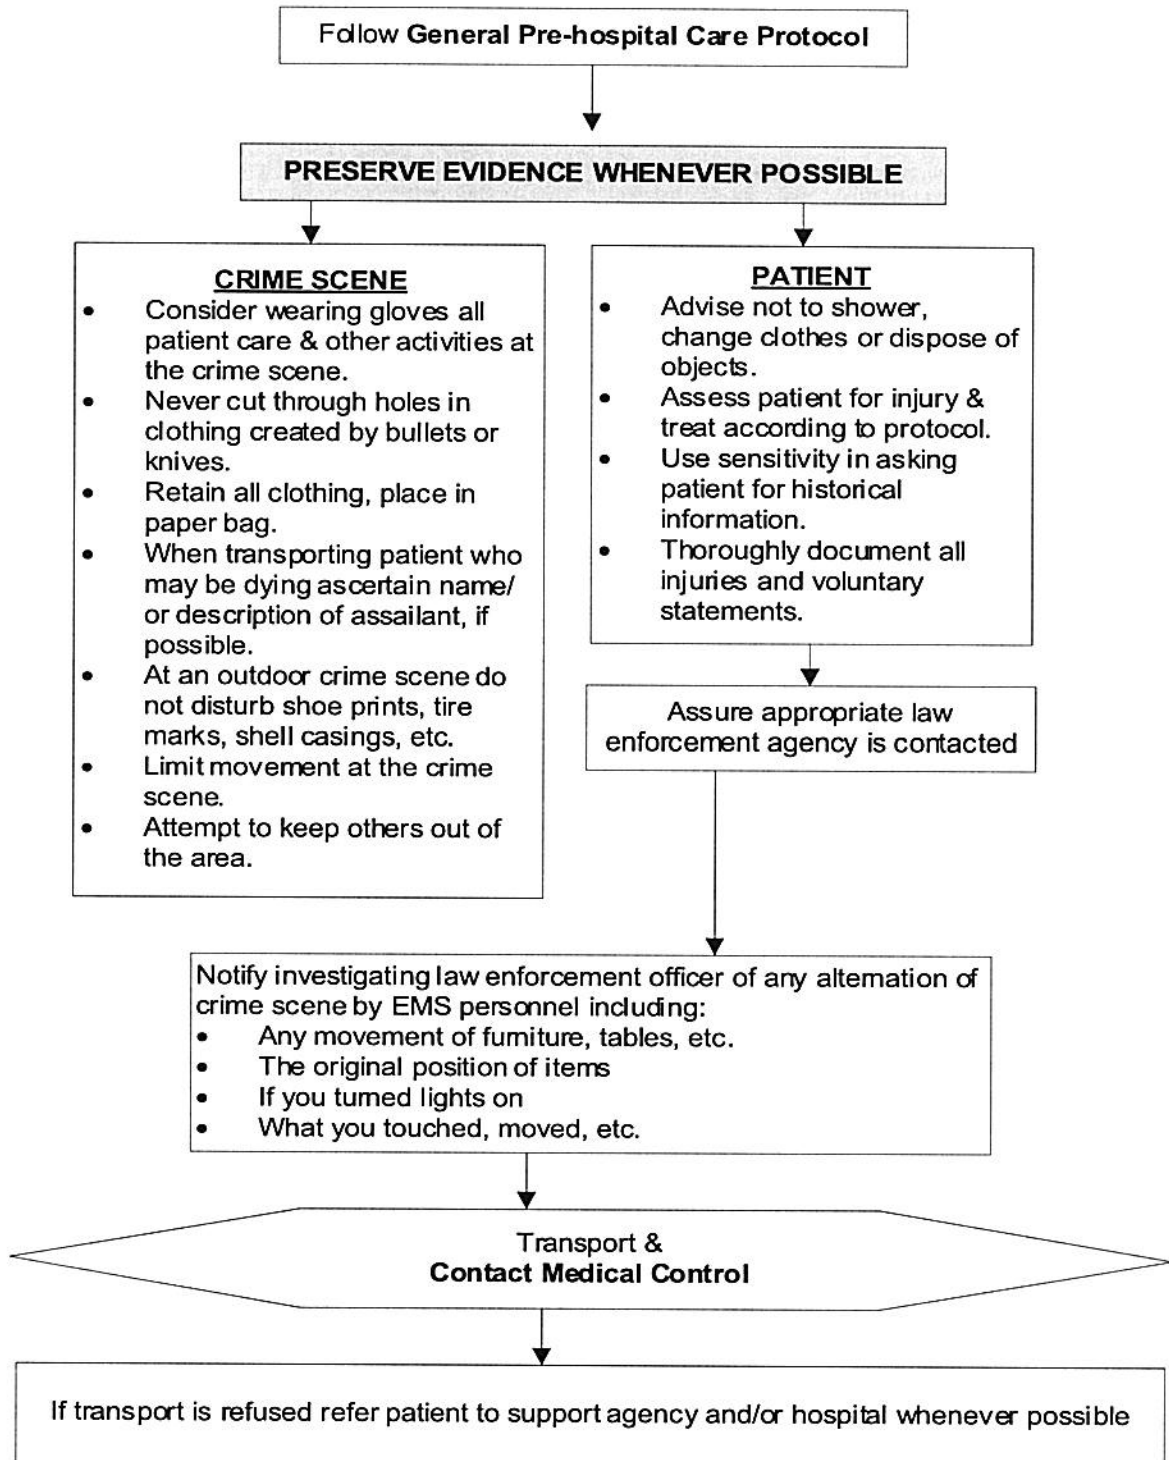 Follow General Pre-hospital Care Protocol
PRESERVE EVIDENCE WHENEVER POSSIBLE
CRIME SCENE
• Consider wearing gloves all
patient care & other activities at
the crime scene.
• Never cut through holes in
clothing created by bullets or
knives.
• Retain all clothing, place in
paper bag.
• When transporting patient who
may be dying ascertain name/
or description of assailant, if
possible.
• At an outdoor crime scene do
not disturb shoe prints, tire
marks, shell casings, etc.
• Limit movement at the crime
scene.
• Attempt to keep others out of
the area.
PATIENT
• Advise not to shower,
change clothes or dispose of
objects.
• Assess patient for injury &
treat according to protocol.
• Use sensitivity in asking
patient for historical
information.
• Thoroughly document all
injuries and voluntary
statements.
Assure appropriate law
enforcement agency is contacted
Notify investigating law enforcement officer of any alternation of
crime scene by EMS personnel including:
• Any movement of furniture, tables, etc.
• The original position of items
• If you turned lights on
• What you touched, moved, etc.
Transport &
Contact Medical Control
If transport is refused refer patient to support agency and/or hospital whenever possible